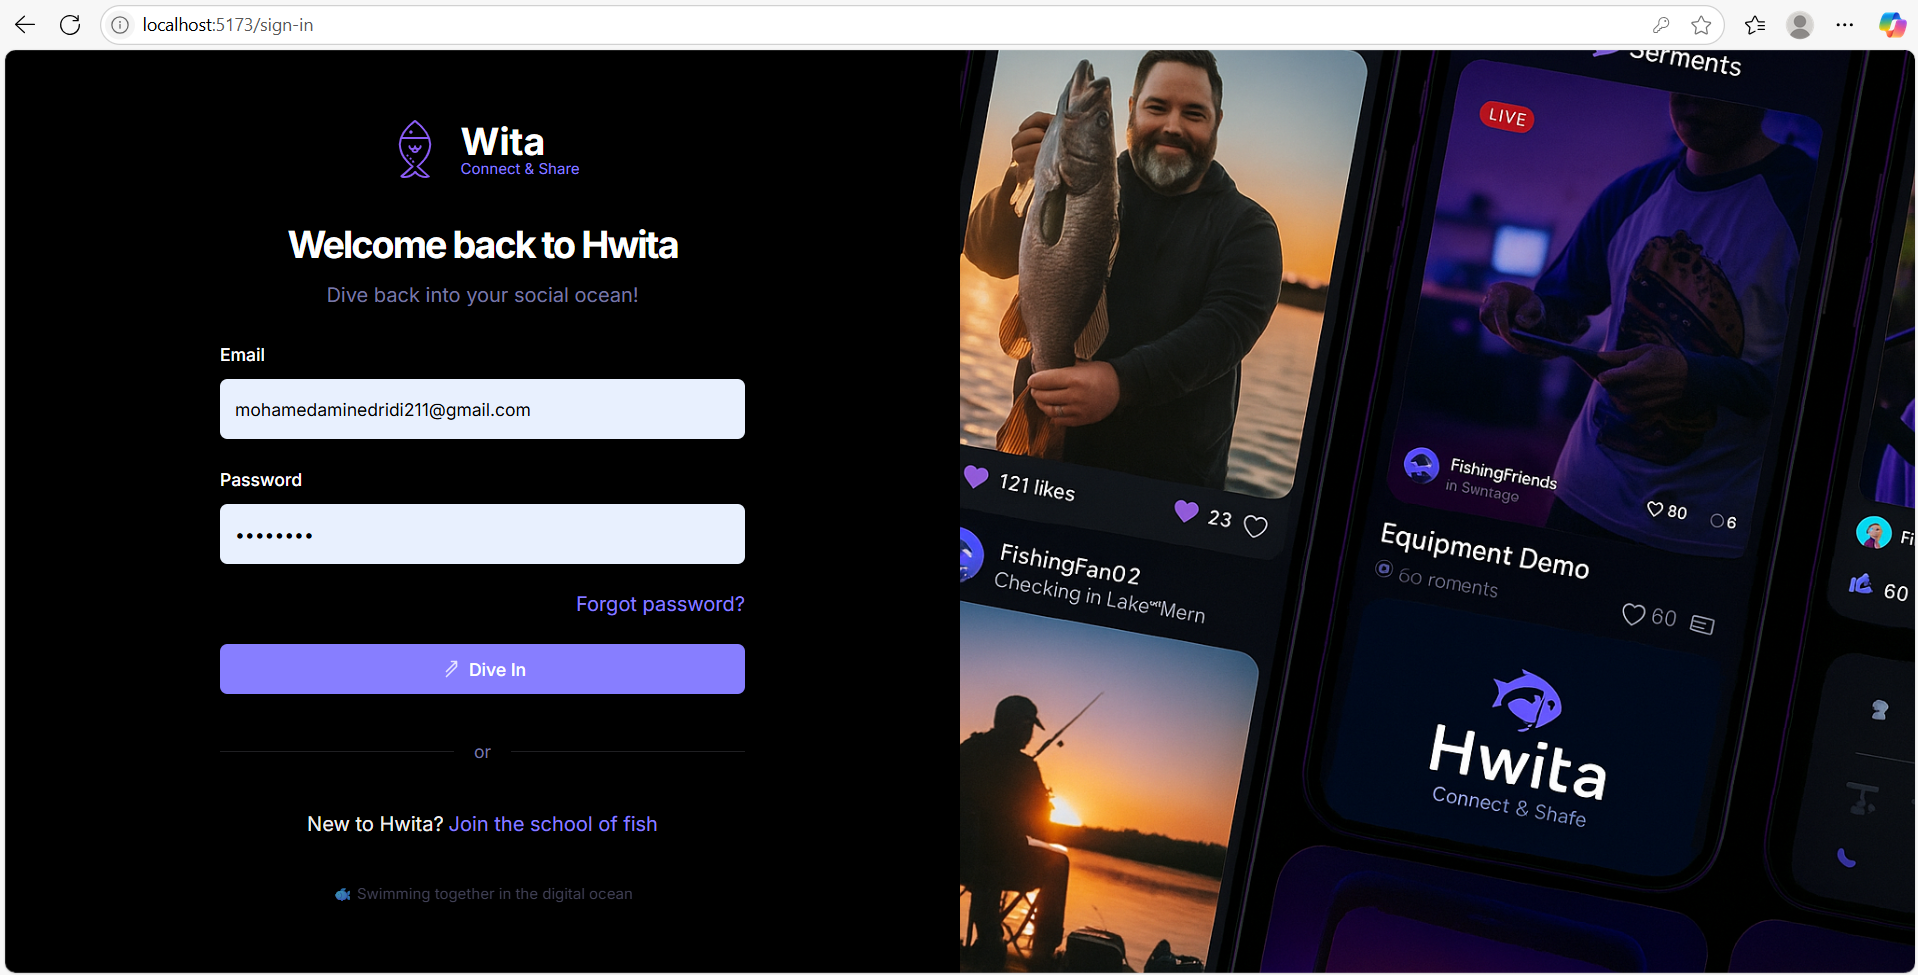 localhost:5173/sign-in
Wita
Connect & Share
Welcome back to Hwita
Dive back into your social ocean!
Email
mohamedaminedridi211@gmail.com
Password
••••••••
Forgot password?
Dive In
or
New to Hwita? Join the school of fish
Swimming together in the digital ocean
121 likes
23
FishingFan02
Checking in Lake Mern
Serments
LIVE
FishingFriends
in Swntage
80
6
Equipment Demo
60 roments
60
Hwita
Connect & Shafe
Fi
60